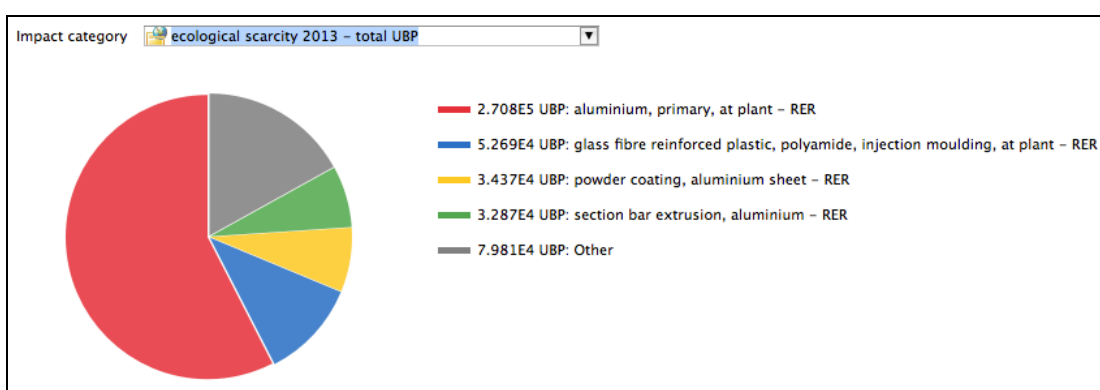 Impact category ecological scarcity 2013 – total UBP
2.708E5 UBP: aluminium, primary, at plant – RER
5.269E4 UBP: glass fibre reinforced plastic, polyamide, injection moulding, at plant – RER
3.437E4 UBP: powder coating, aluminium sheet – RER
3.287E4 UBP: section bar extrusion, aluminium – RER
7.981E4 UBP: Other